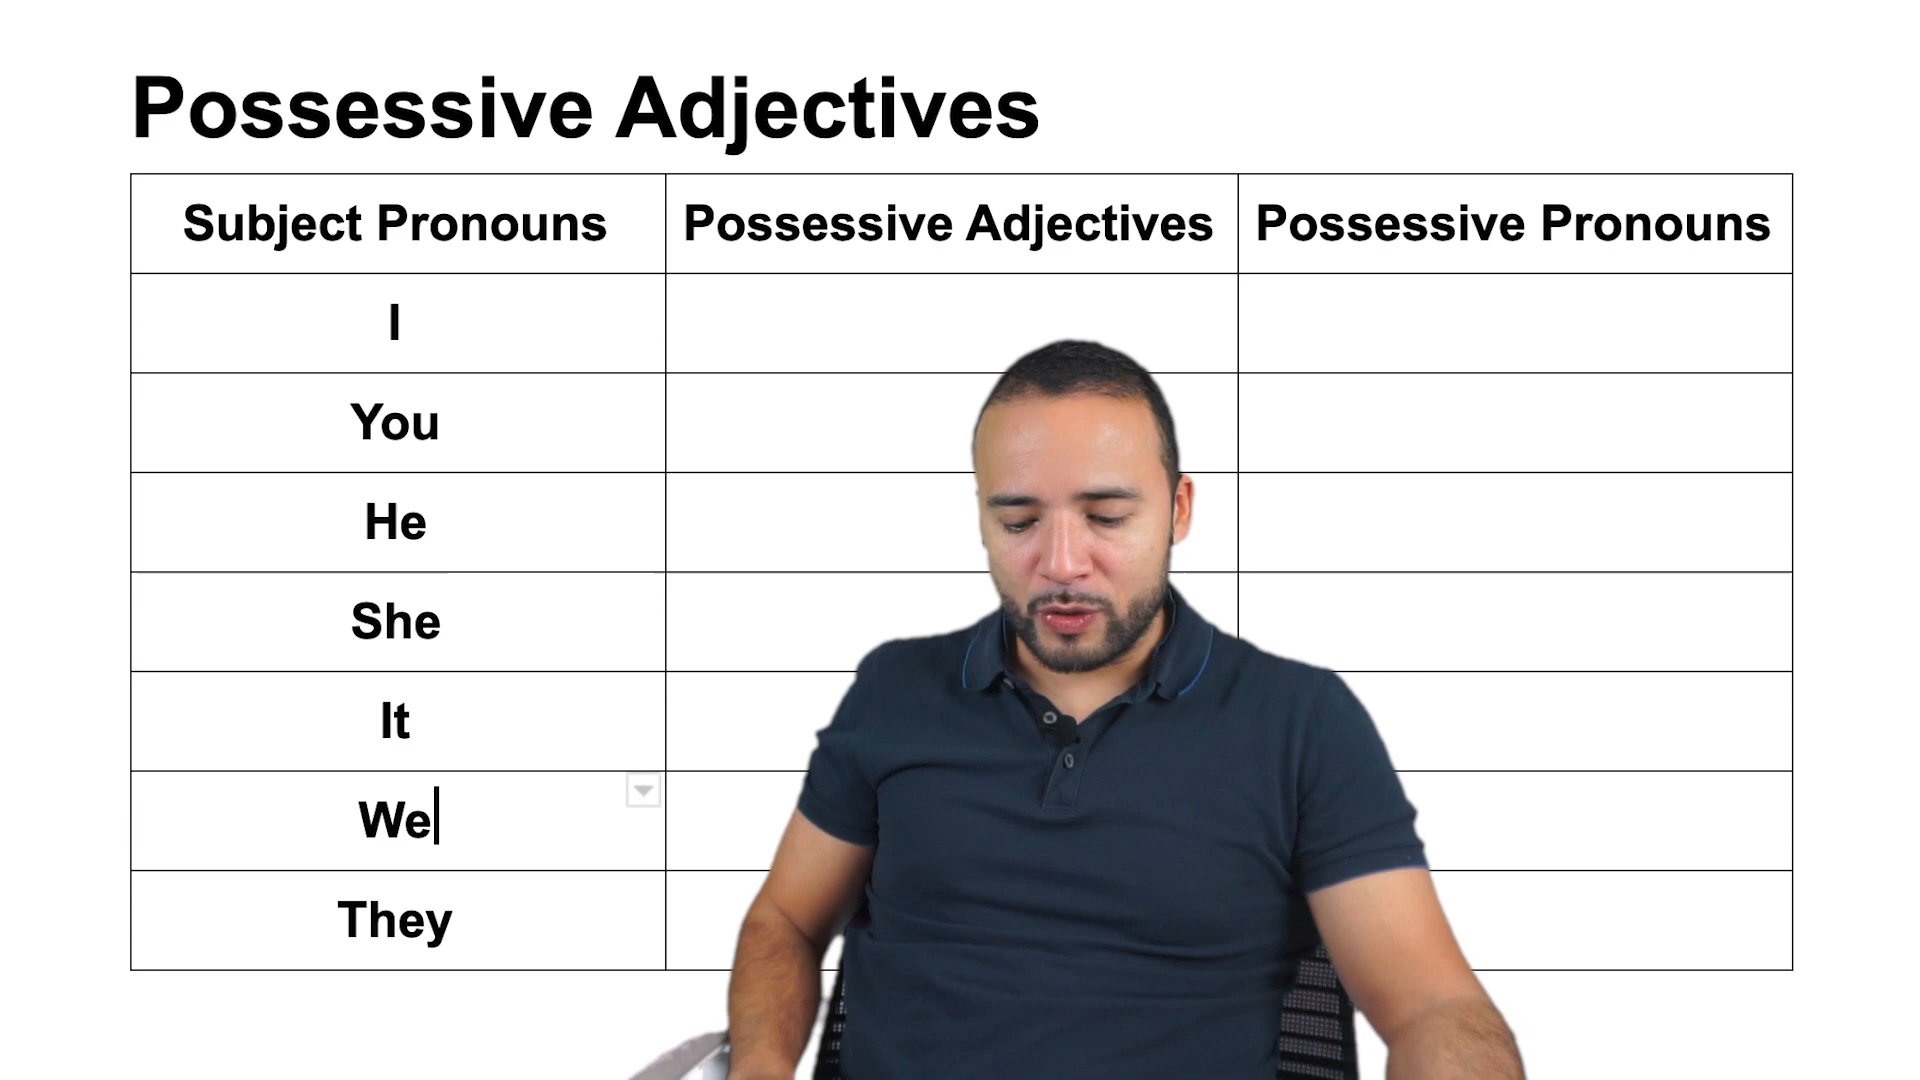 Possessive Adjectives
Subject Pronouns Possessive Adjectives Possessive Pronouns
I
You
He
She
It
We
They